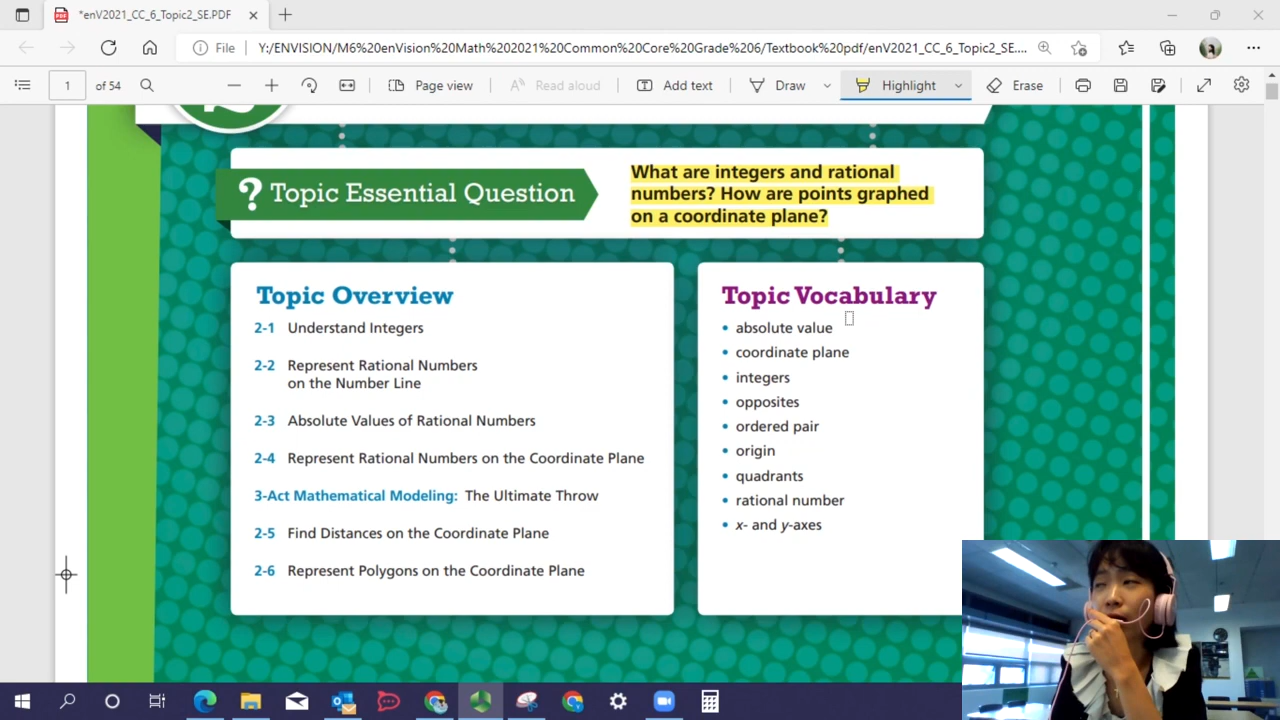 *enV2021_CC_6_Topic2_SE.PDF
File
Y:/ENVISION/M6%20enVision%20Math%202021%20Common%20Core%20Grade%206/Textbook%20pdf/enV2021_CC_6_Topic2_SE....
1 of 54
Page view
Read aloud
Add text
Draw
Highlight
Erase
? Topic Essential Question
What are integers and rational
numbers? How are points graphed
on a coordinate plane?
Topic Overview
2-1 Understand Integers
2-2 Represent Rational Numbers
on the Number Line
2-3 Absolute Values of Rational Numbers
2-4 Represent Rational Numbers on the Coordinate Plane
3-Act Mathematical Modeling: The Ultimate Throw
2-5 Find Distances on the Coordinate Plane
2-6 Represent Polygons on the Coordinate Plane
Topic Vocabulary
• absolute value
• coordinate plane
• integers
• opposites
• ordered pair
• origin
• quadrants
• rational number
• x- and y-axes